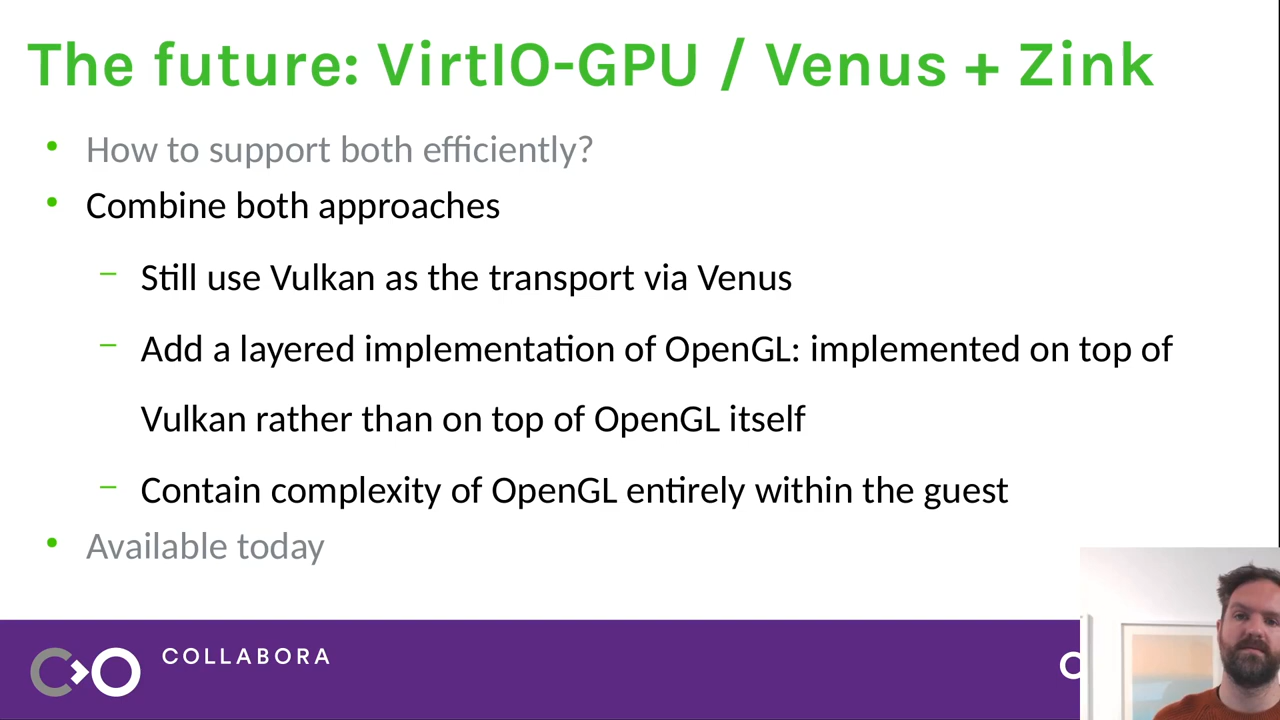 The future: VirtIO-GPU / Venus + Zink
• How to support both efficiently?
• Combine both approaches
– Still use Vulkan as the transport via Venus
– Add a layered implementation of OpenGL: implemented on top of
Vulkan rather than on top of OpenGL itself
– Contain complexity of OpenGL entirely within the guest
• Available today
COLLABORA